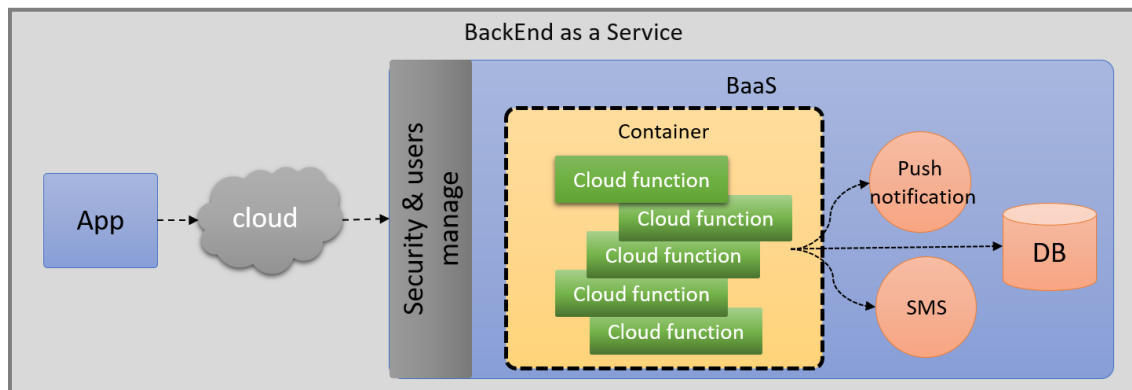 BackEnd as a Service
App
cloud
Security & users
manage
BaaS
Container
Cloud function
Cloud function
Cloud function
Cloud function
Cloud function
Push
notification
DB
SMS